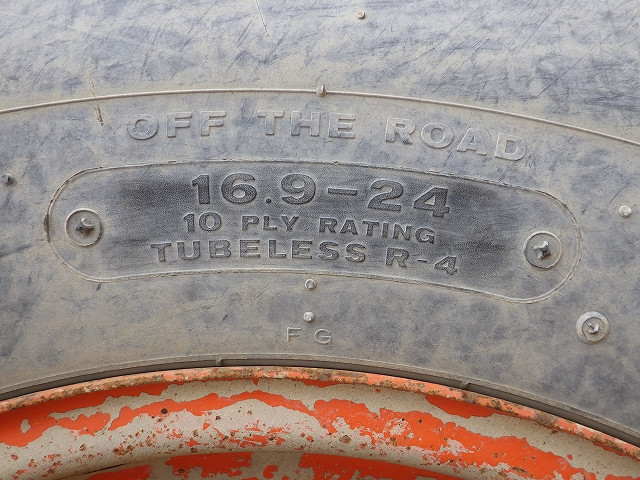 OFF THE ROAD
16.9-24
10 PLY RATING
TUBELESS R-4
FG